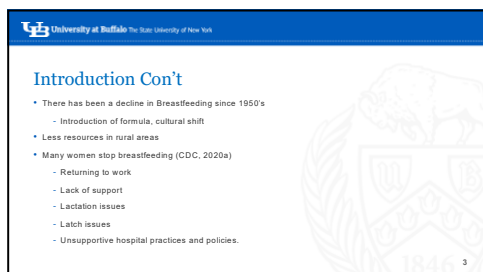 University at Buffalo The State University of New York
Introduction Con't
• There has been a decline in Breastfeeding since 1950's
- Introduction of formula, cultural shift
• Less resources in rural areas
• Many women stop breastfeeding (CDC, 2020a)
- Returning to work
- Lack of support
- Lactation issues
- Latch issues
- Unsupportive hospital practices and policies.
U B
1846
3